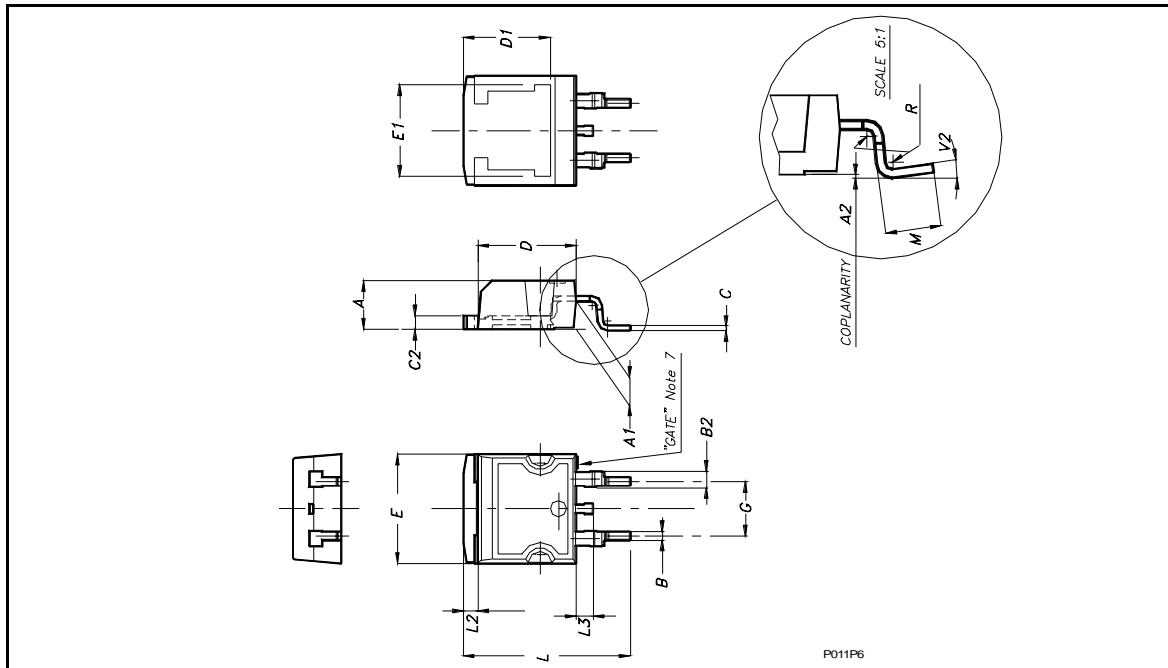 D1
E1
SCALE 5:1
R
V2
A2
M
COPLANARITY
D
A
C2
C
A1
"GATE" Note 7
B2
E
G
B
L2
L3
L
P011P6